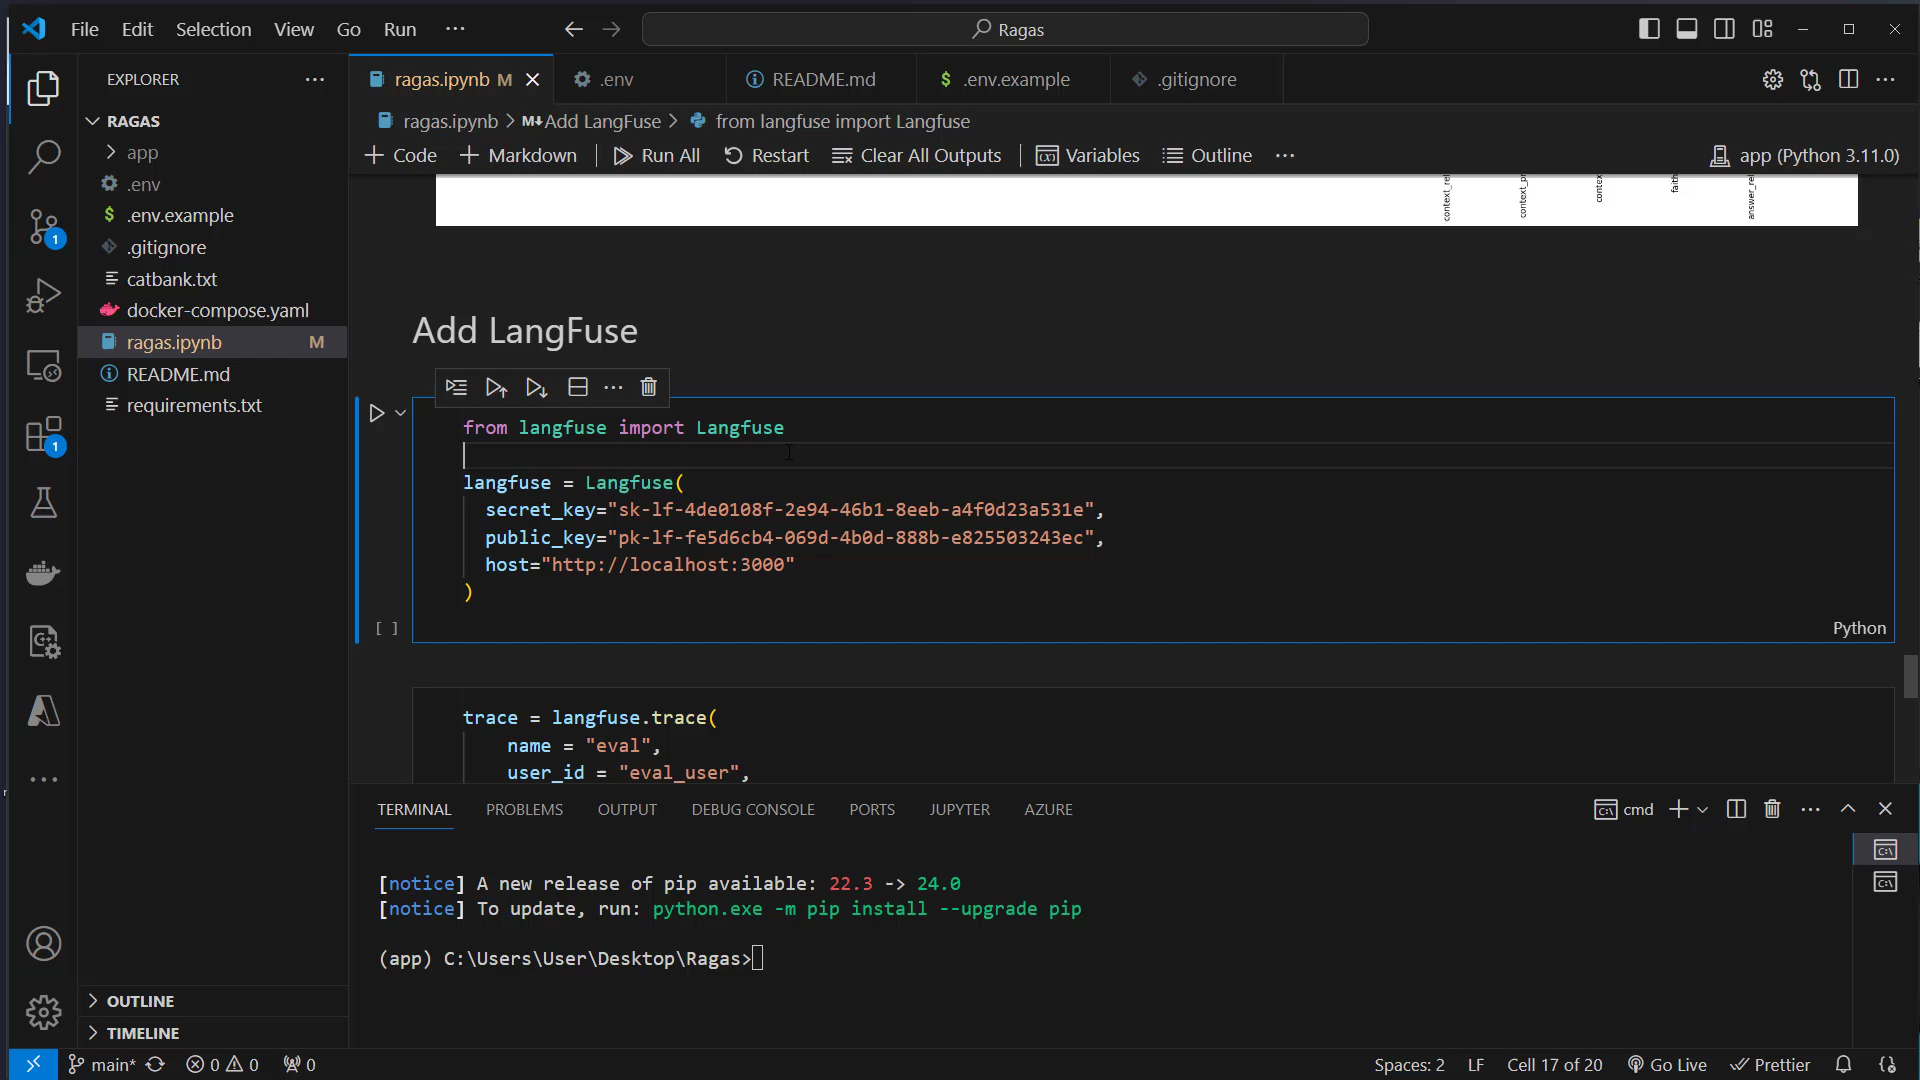 File Edit Selection View Go Run ···
Ragas
EXPLORER
ragas.ipynb M
.env
README.md
$ .env.example
.gitignore
RAGAS
app
.env
$ .env.example
.gitignore
catbank.txt
docker-compose.yaml
ragas.ipynb M
README.md
requirements.txt
ragas.ipynb > M↓ Add LangFuse > from langfuse import Langfuse
+ Code + Markdown Run All Restart Clear All Outputs Variables Outline ···
app (Python 3.11.0)
context_rel
context_pr
contex
faith
answer_rel
Add LangFuse
from langfuse import Langfuse
langfuse = Langfuse(
secret_key="sk-lf-4de0108f-2e94-46b1-8eeb-a4f0d23a531e",
public_key="pk-lf-fe5d6cb4-069d-4b0d-888b-e825503243ec",
host="http://localhost:3000"
)
[ ]
Python
trace = langfuse.trace(
name = "eval",
user_id = "eval_user",
TERMINAL PROBLEMS OUTPUT DEBUG CONSOLE PORTS JUPYTER AZURE
cmd
[notice] A new release of pip available: 22.3 -> 24.0
[notice] To update, run: python.exe -m pip install --upgrade pip
(app) C:\Users\User\Desktop\Ragas>
1
1
OUTLINE
TIMELINE
main* 0 0 0
Spaces: 2 LF Cell 17 of 20 Go Live Prettier